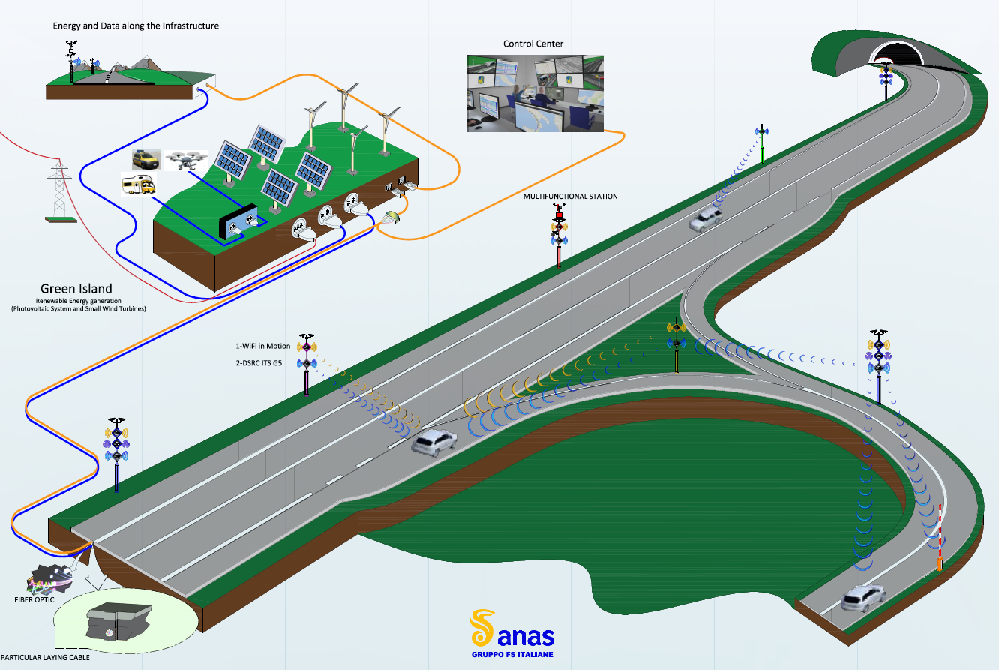 Energy and Data along the Infrastructure
Control Center
MULTIFUNCTIONAL STATION
Green Island
Renewable Energy generation
(Photovoltaic System and Small Wind Turbines)
1-WiFi in Motion
2-DSRC ITS G5
FIBER OPTIC
PARTICULAR LAYING CABLE
anas
GRUPPO FS ITALIANE